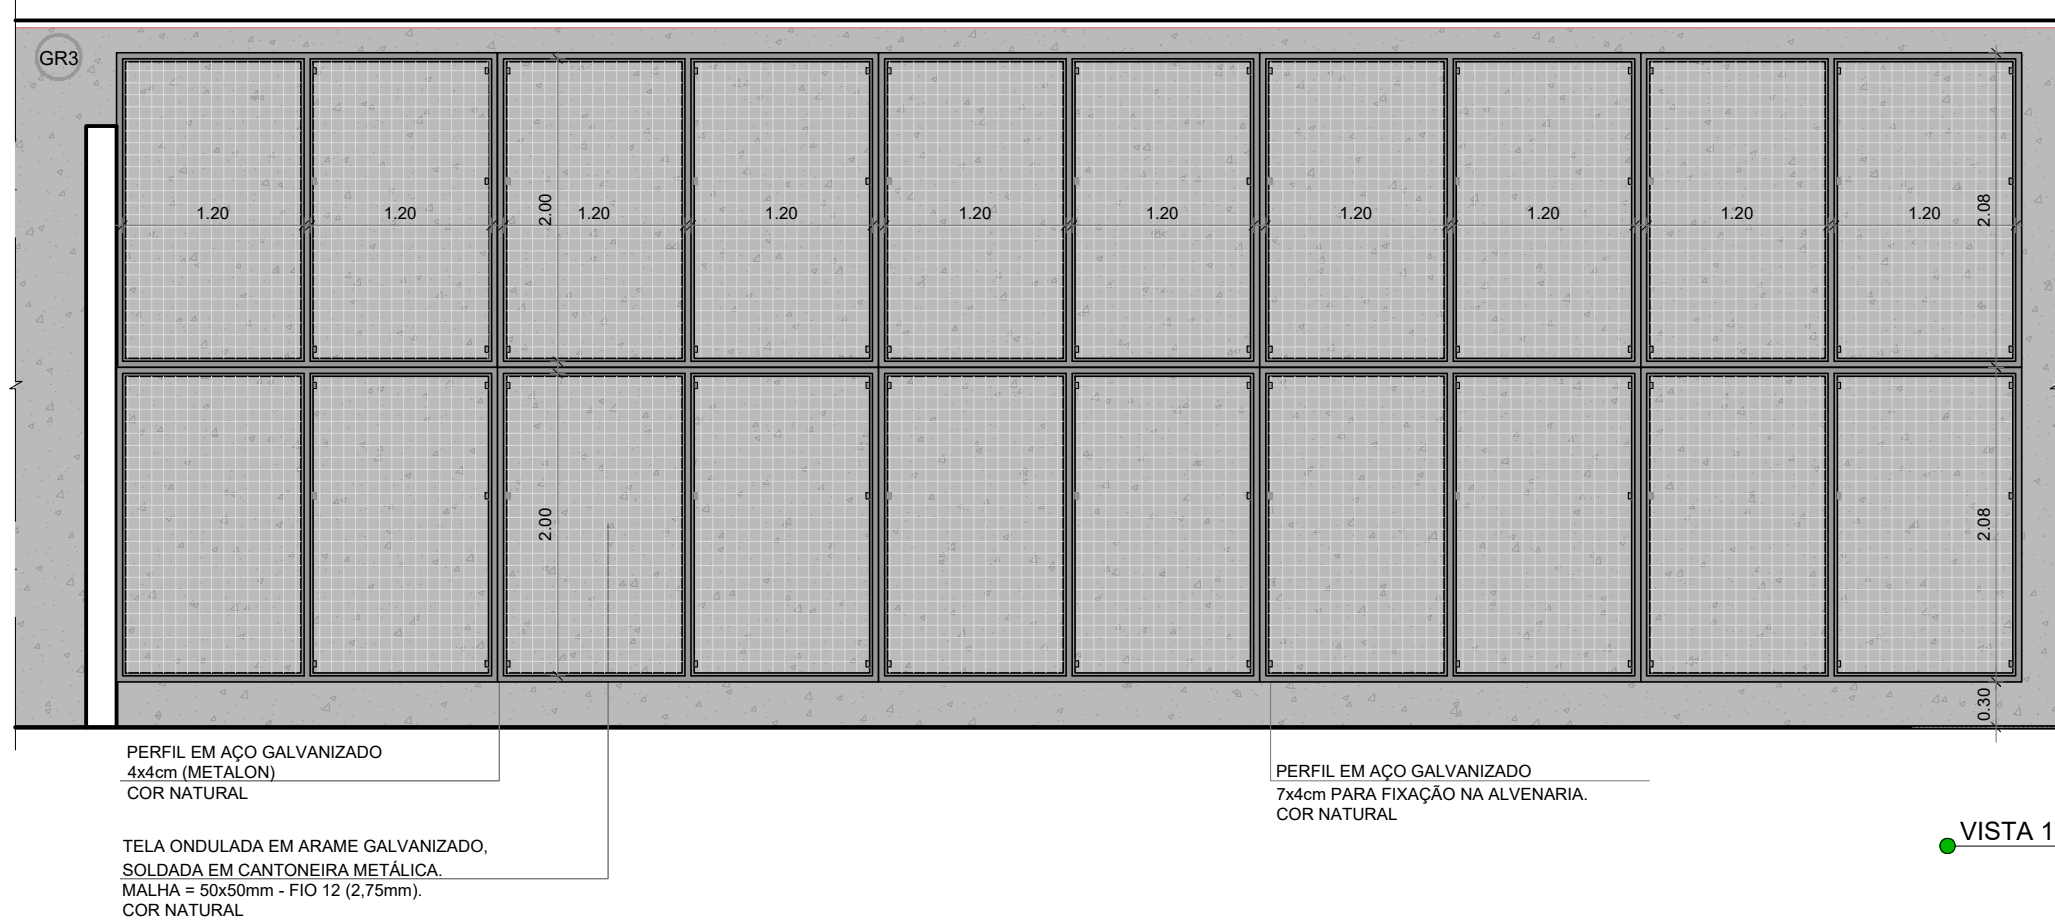 GR3
1.20
1.20
2.00
1.20
1.20
1.20
1.20
1.20
1.20
1.20
1.20
2.08
2.00
2.08
0.30
PERFIL EM AÇO GALVANIZADO
4x4cm (METALON)
COR NATURAL
PERFIL EM AÇO GALVANIZADO
7x4cm PARA FIXAÇÃO NA ALVENARIA.
COR NATURAL
VISTA 1
TELA ONDULADA EM ARAME GALVANIZADO,
SOLDADA EM CANTONEIRA METÁLICA.
MALHA = 50x50mm - FIO 12 (2,75mm).
COR NATURAL